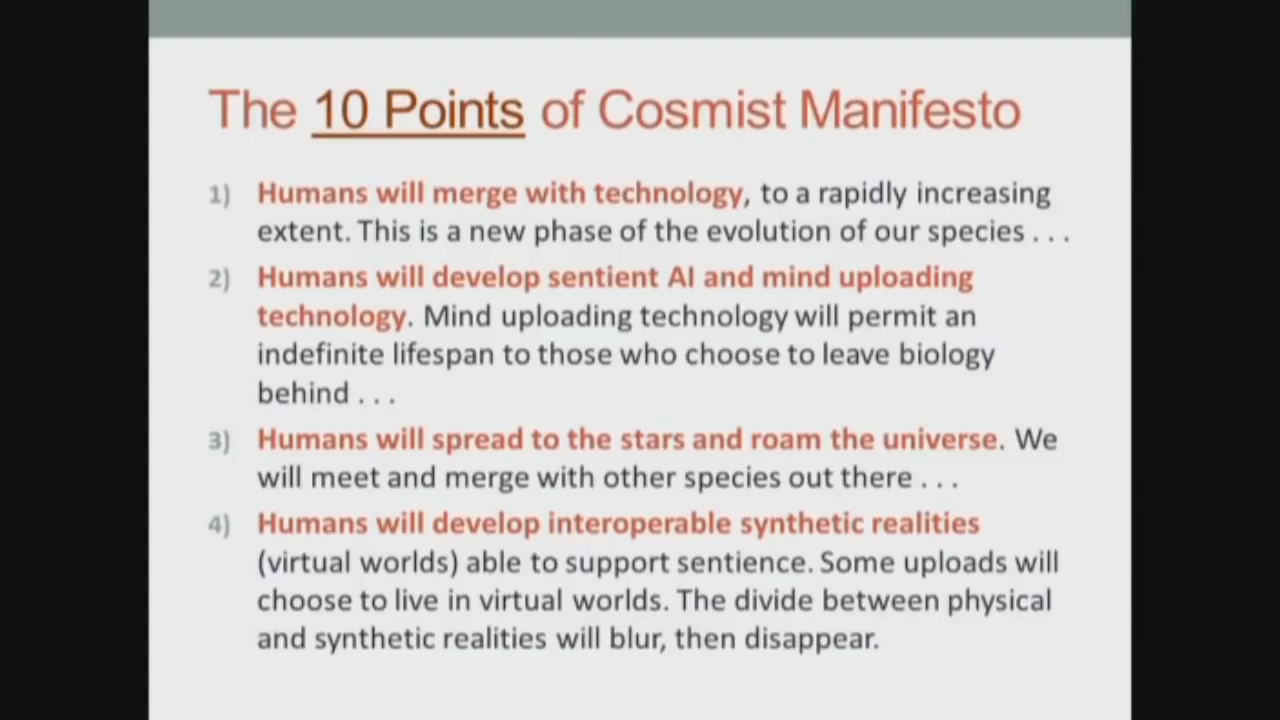 The 10 Points of Cosmist Manifesto
1) Humans will merge with technology, to a rapidly increasing
extent. This is a new phase of the evolution of our species . . .
2) Humans will develop sentient AI and mind uploading
technology. Mind uploading technology will permit an
indefinite lifespan to those who choose to leave biology
behind . . .
3) Humans will spread to the stars and roam the universe. We
will meet and merge with other species out there . . .
4) Humans will develop interoperable synthetic realities
(virtual worlds) able to support sentience. Some uploads will
choose to live in virtual worlds. The divide between physical
and synthetic realities will blur, then disappear.